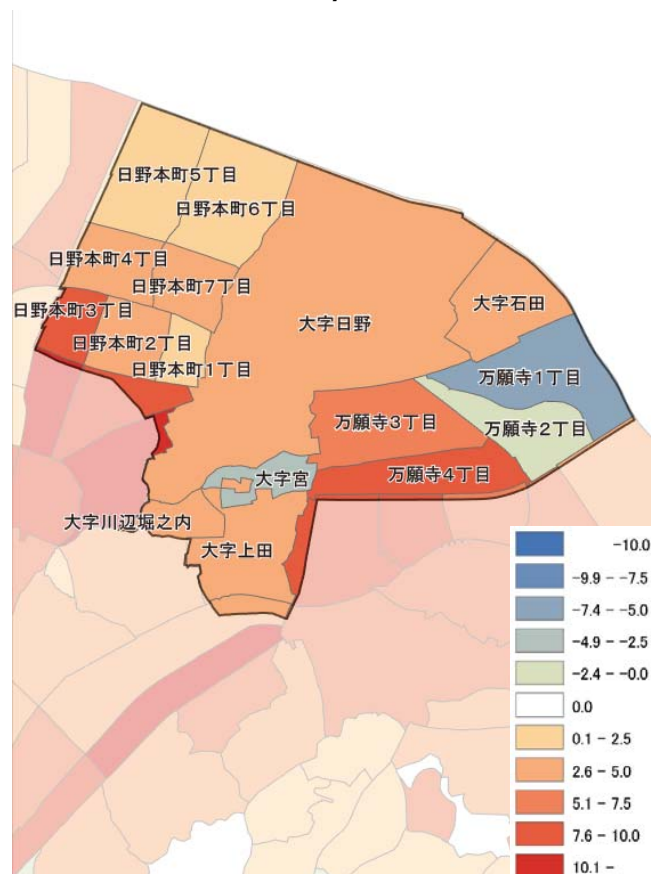 日野本町5丁目
日野本町6丁目
日野本町4丁目
日野本町7丁目
大字石田
日野本町3丁目
大字日野
日野本町2丁目
日野本町1丁目
万願寺1丁目
万願寺3丁目
万願寺2丁目
万願寺4丁目
大字宮
大字川辺堀之内
大字上田
-10.0
-9.9 - -7.5
-7.4 - -5.0
-4.9 - -2.5
-2.4 - -0.0
0.0
0.1 - 2.5
2.6 - 5.0
5.1 - 7.5
7.6 - 10.0
10.1 -